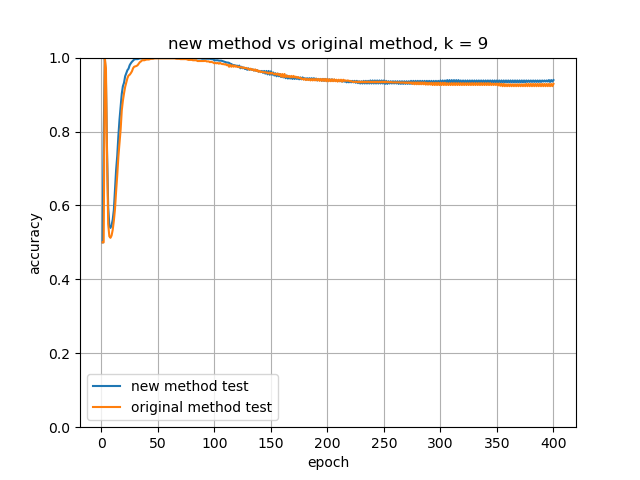 new method vs original method, k = 9
1.0
0.8
0.6
0.4
0.2
0.0
accuracy
new method test
original method test
0 50 100 150 200 250 300 350 400
epoch